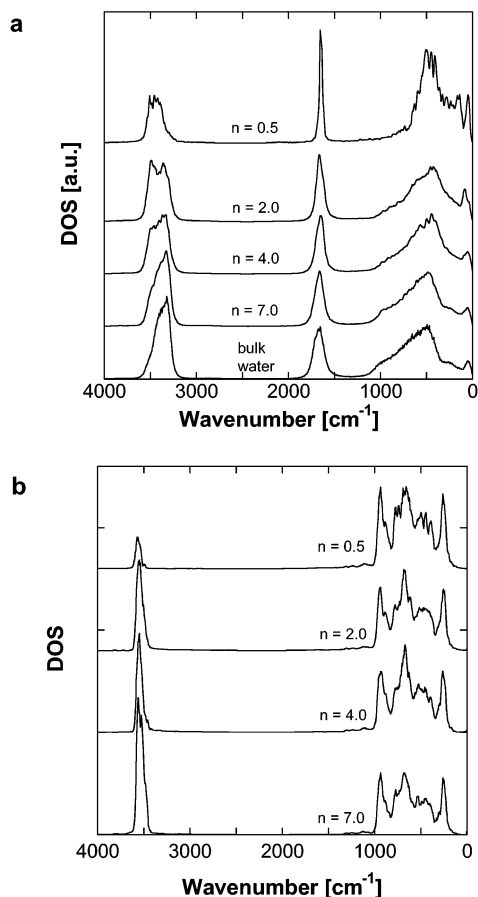 a
DOS [a.u.]
n = 0.5
n = 2.0
n = 4.0
n = 7.0
bulk
water
4000 3000 2000 1000 0
Wavenumber [cm-1]
b
DOS
n = 0.5
n = 2.0
n = 4.0
n = 7.0
4000 3000 2000 1000 0
Wavenumber [cm-1]